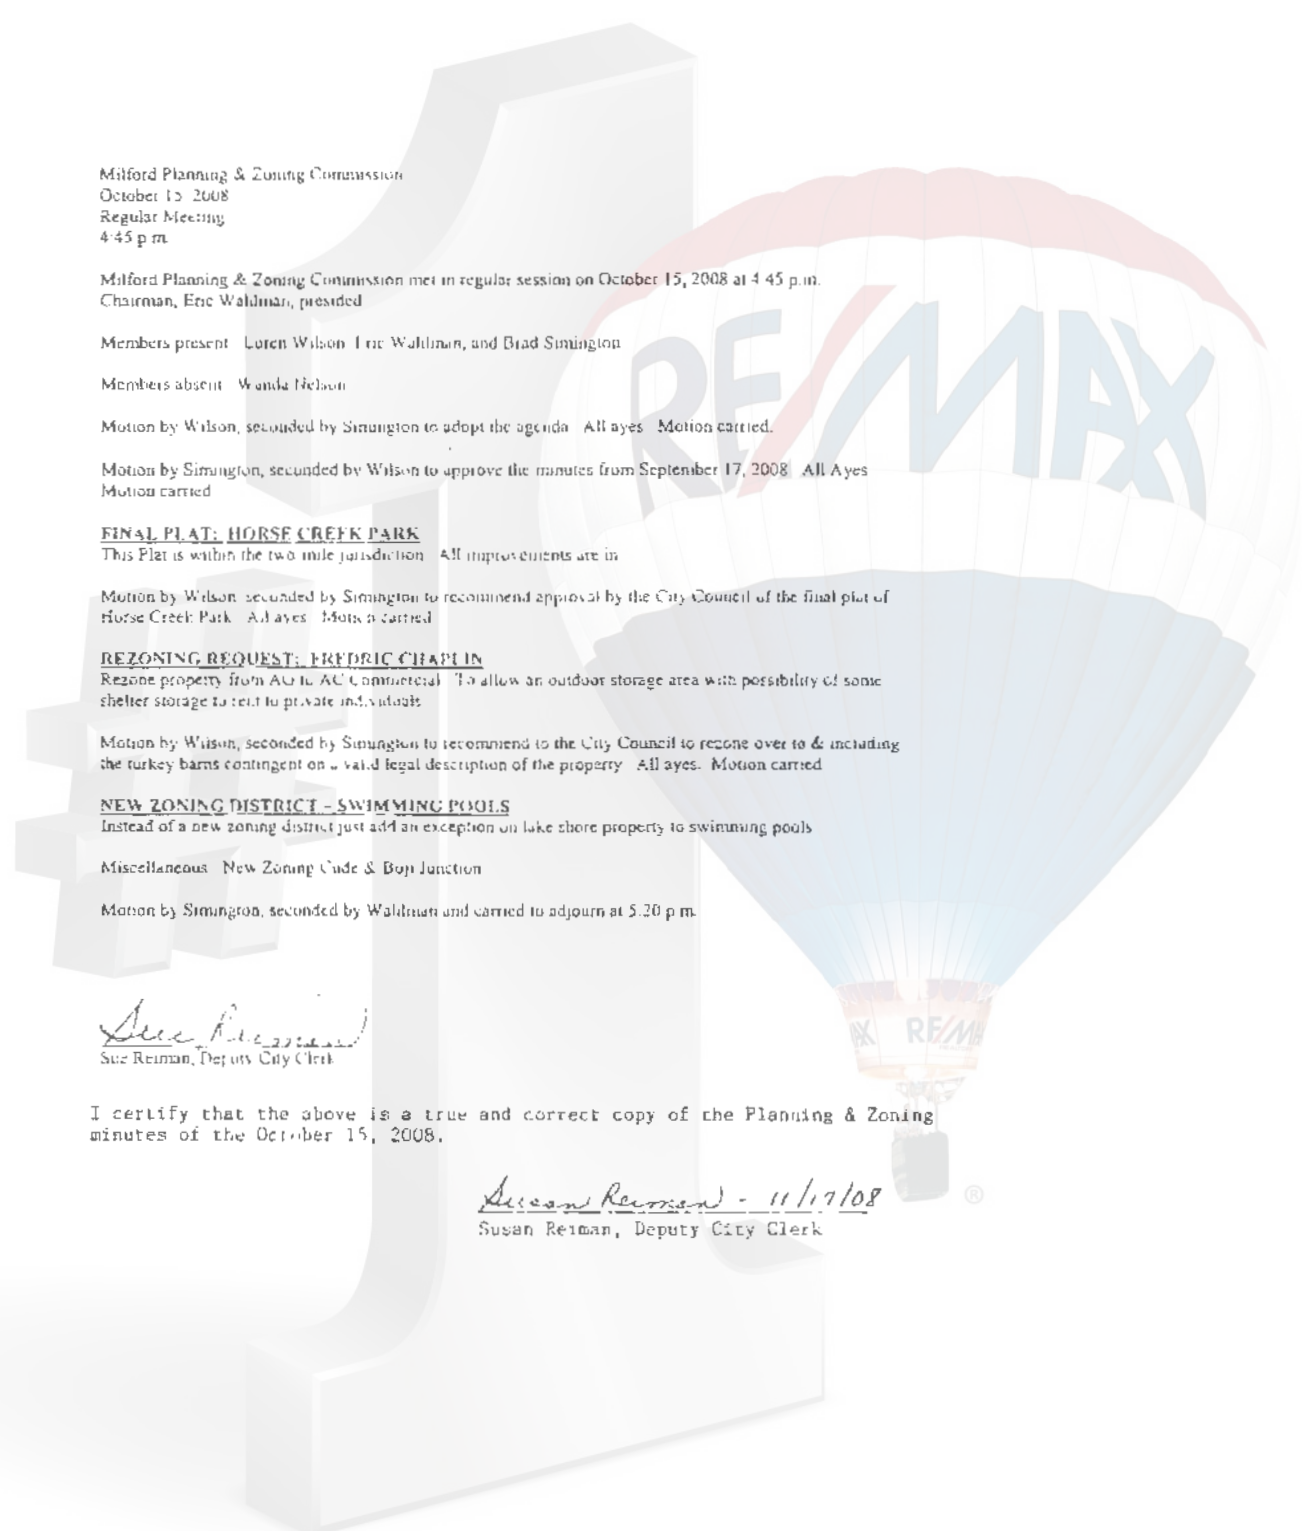 Milford Planning & Zoning Commission
October 15 2008
Regular Meeting
4:45 p m
Milford Planning & Zoning Commission met in regular session on October 15, 2008 at 4 45 p.m.
Chairman, Eric Waldman, presided
Members present Loren Wilson Eric Waldman, and Brad Simington
Members absent Wanda Nelson
Motion by Wilson, seconded by Simington to adopt the agenda All ayes Motion carried.
Motion by Simington, seconded by Wilson to approve the minutes from September 17, 2008 All Ayes
Motion carried
FINAL PLAT: HORSE CREEK PARK
This Plat is within the two mile jurisdiction All improvements are in
Motion by Wilson seconded by Simington to recommend approval by the City Council of the final plat of
Horse Creek Park All ayes Motion carried
REZONING REQUEST: FREDRIC CHAPLIN
Rezone property from AG to AC Commercial To allow an outdoor storage area with possibility of some
shelter storage to rent to private individuals
Motion by Wilson, seconded by Simington to recommend to the City Council to rezone over to & including
the turkey barns contingent on a valid legal description of the property All ayes. Motion carried
NEW ZONING DISTRICT – SWIMMING POOLS
Instead of a new zoning district just add an exception on lake shore property to swimming pools
Miscellaneous New Zoning Code & Boji Junction
Motion by Simington, seconded by Waldman and carried to adjourn at 5.20 p m.
Sue Reiman
Sue Reiman, Deputy City Clerk
I certify that the above is a true and correct copy of the Planning & Zoning
minutes of the October 15, 2008.
Susan Reiman - 11/17/08
Susan Reiman, Deputy City Clerk
#1
RE/MAX
RE/MAX
®